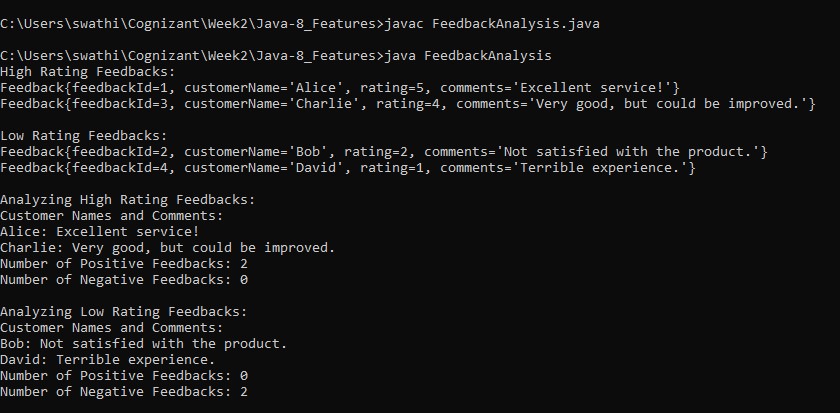 C:\Users\swathi\Cognizant\Week2\Java-8_Features>javac FeedbackAnalysis.java
C:\Users\swathi\Cognizant\Week2\Java-8_Features>java FeedbackAnalysis
High Rating Feedbacks:
Feedback{feedbackId=1, customerName='Alice', rating=5, comments='Excellent service!'}
Feedback{feedbackId=3, customerName='Charlie', rating=4, comments='Very good, but could be improved.'}
Low Rating Feedbacks:
Feedback{feedbackId=2, customerName='Bob', rating=2, comments='Not satisfied with the product.'}
Feedback{feedbackId=4, customerName='David', rating=1, comments='Terrible experience.'}
Analyzing High Rating Feedbacks:
Customer Names and Comments:
Alice: Excellent service!
Charlie: Very good, but could be improved.
Number of Positive Feedbacks: 2
Number of Negative Feedbacks: 0
Analyzing Low Rating Feedbacks:
Customer Names and Comments:
Bob: Not satisfied with the product.
David: Terrible experience.
Number of Positive Feedbacks: 0
Number of Negative Feedbacks: 2